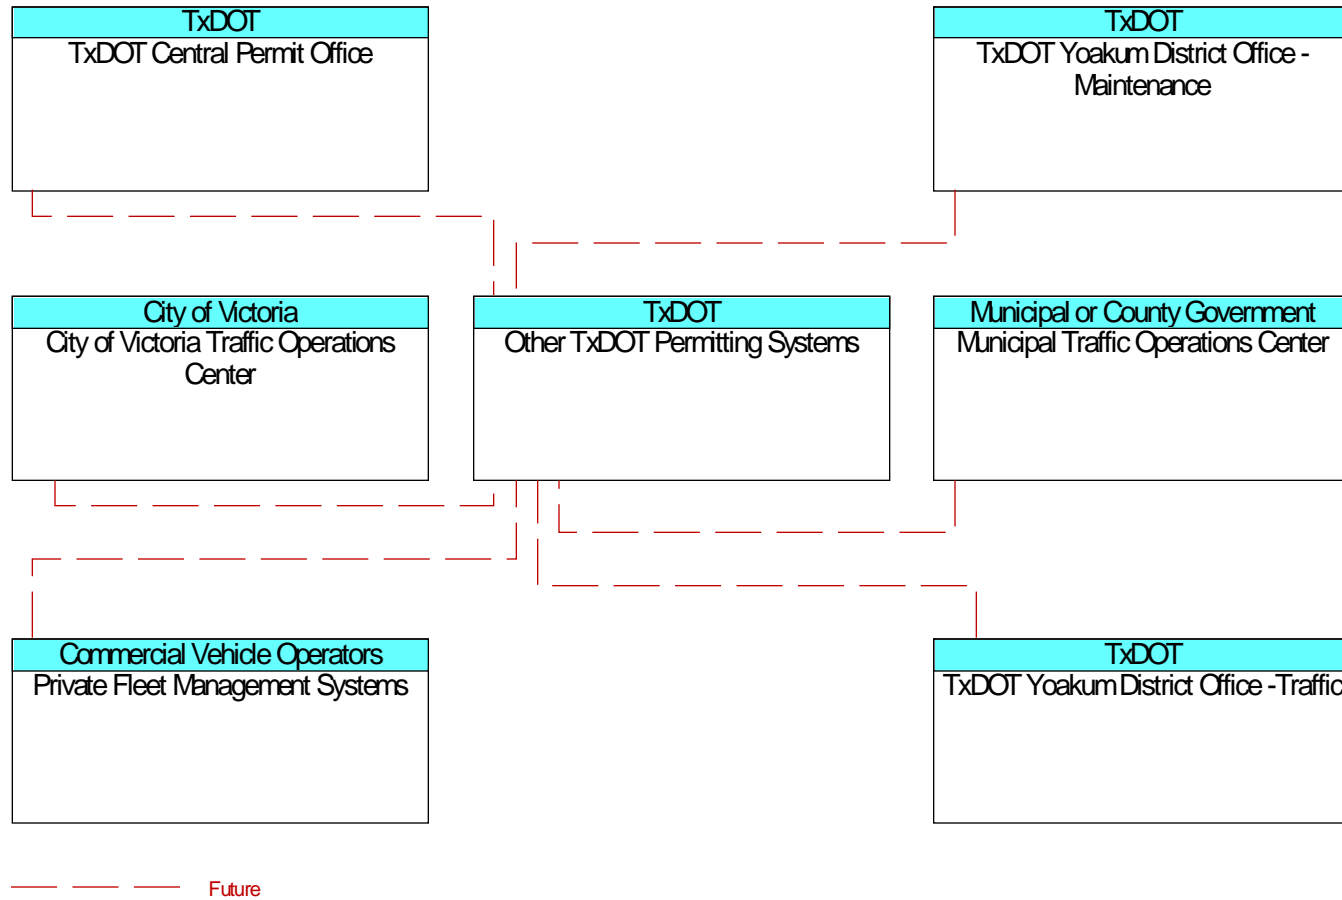 TxDOT
TxDOT Central Permit Office
TxDOT
TxDOT Yoakum District Office -
Maintenance
City of Victoria
City of Victoria Traffic Operations
Center
TxDOT
Other TxDOT Permitting Systems
Municipal or County Government
Municipal Traffic Operations Center
Commercial Vehicle Operators
Private Fleet Management Systems
TxDOT
TxDOT Yoakum District Office -Traffic
Future